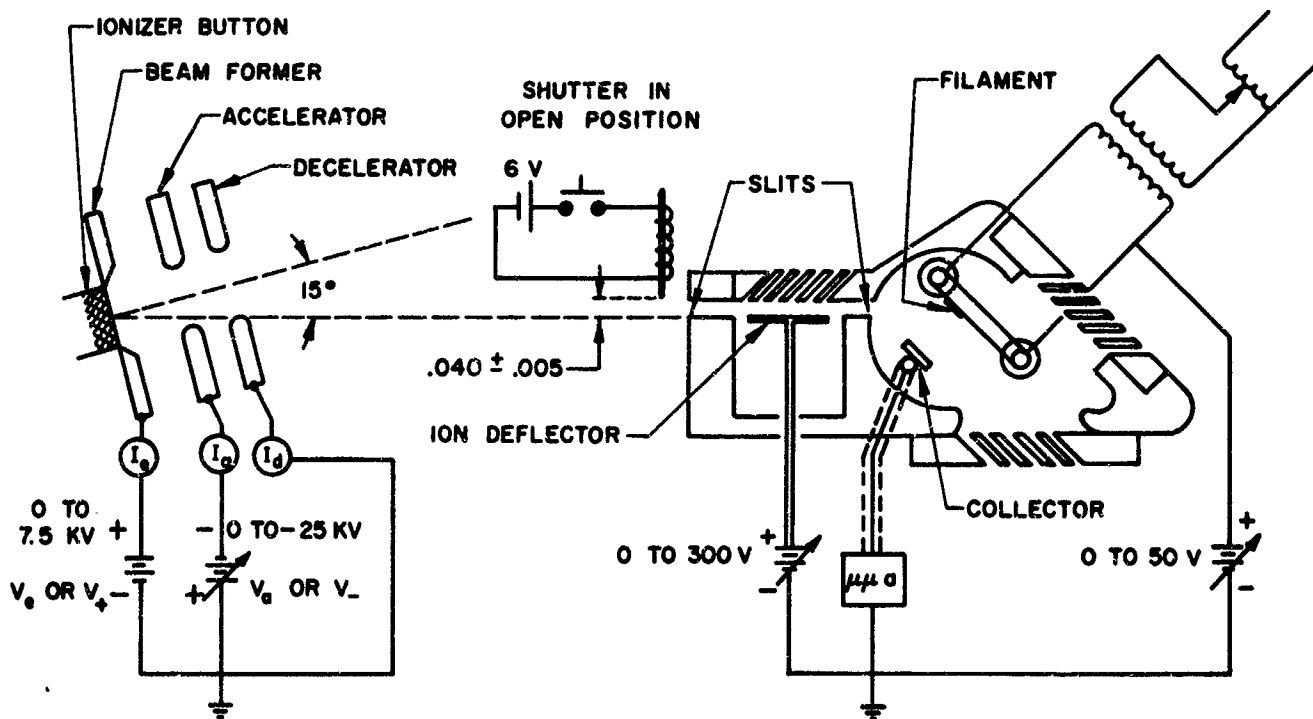 IONIZER BUTTON
BEAM FORMER
ACCELERATOR
DECELERATOR
SHUTTER IN
OPEN POSITION
6 V
FILAMENT
SLITS
15°
.040 ± .005
ION DEFLECTOR
COLLECTOR
Ie
Ia
Id
0 TO
7.5 KV
+
- 0 TO -25 KV
Ve OR V+ -
+ Va OR V-
0 TO 300 V
+
-
μμ a
0 TO 50 V
+
-